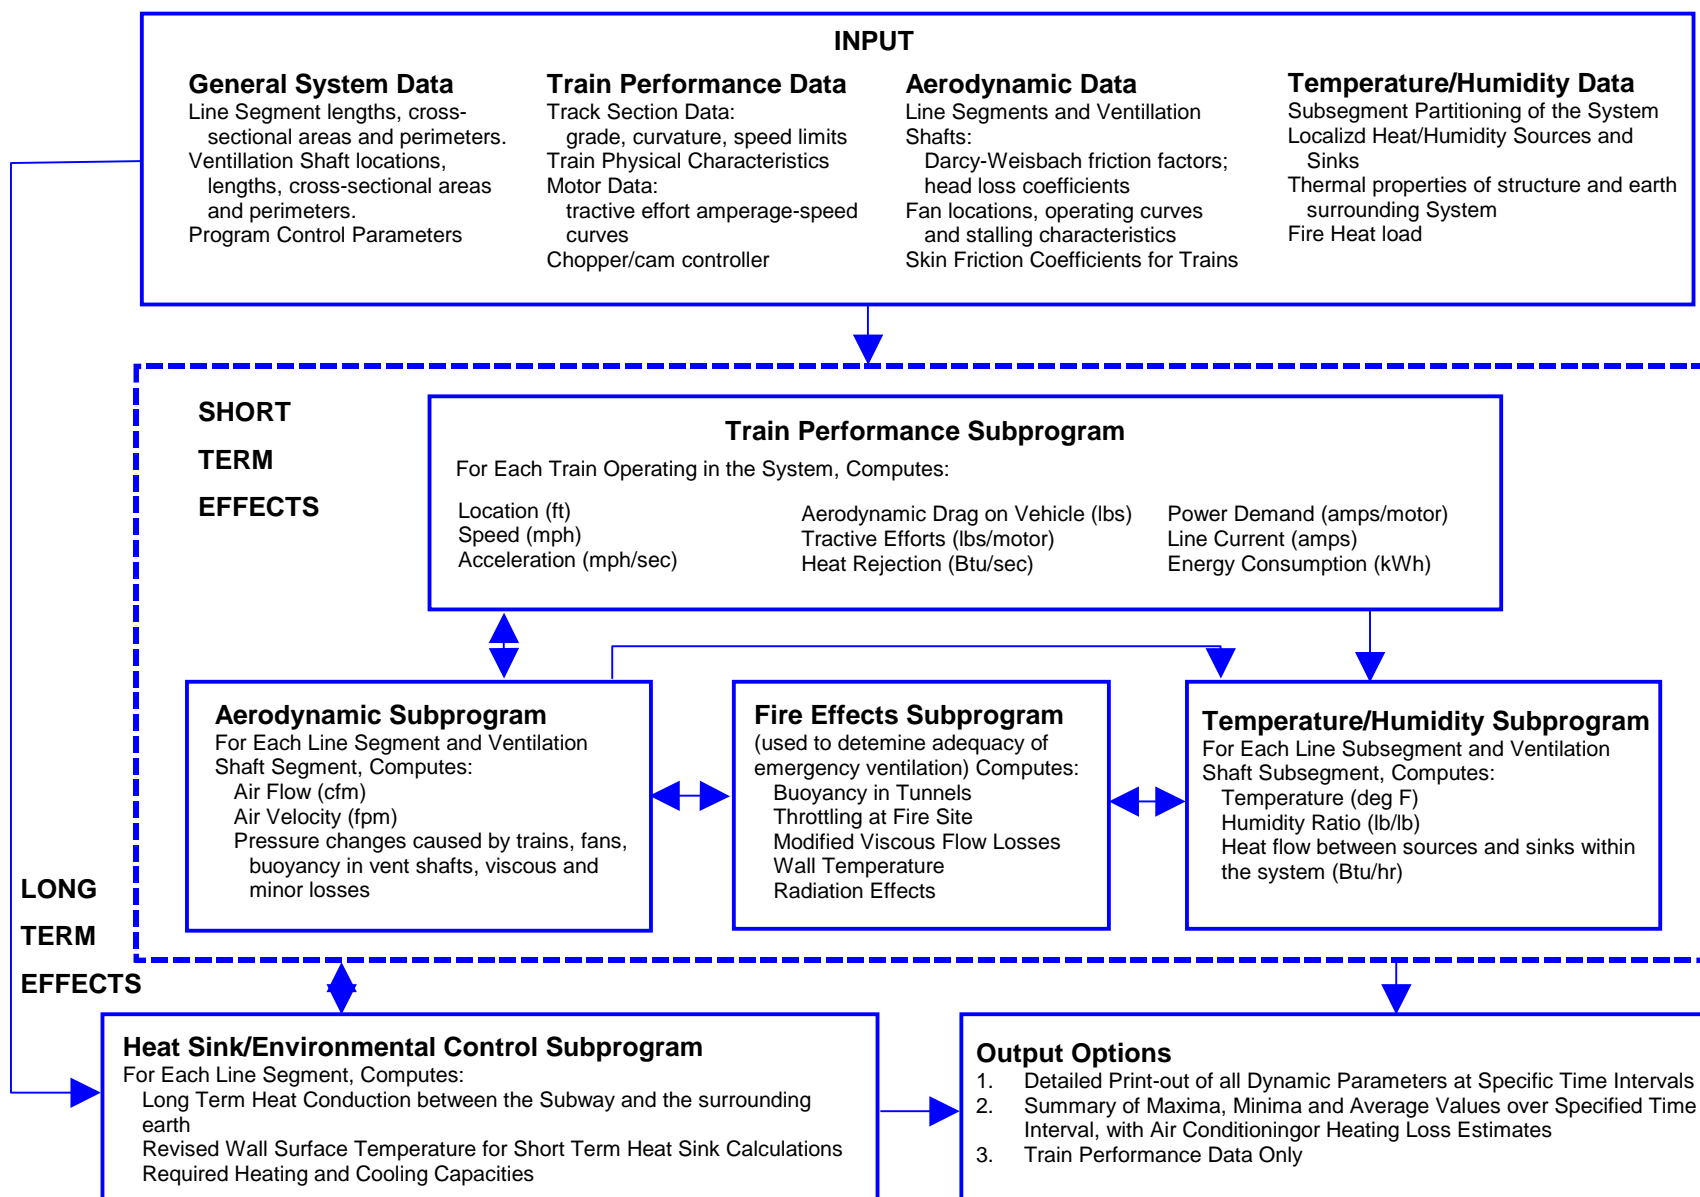 INPUT
General System Data
Line Segment lengths, cross-
sectional areas and perimeters.
Ventillation Shaft locations,
lengths, cross-sectional areas
and perimeters.
Program Control Parameters
Train Performance Data
Track Section Data:
grade, curvature, speed limits
Train Physical Characteristics
Motor Data:
tractive effort amperage-speed
curves
Chopper/cam controller
Aerodynamic Data
Line Segments and Ventillation
Shafts:
Darcy-Weisbach friction factors;
head loss coefficients
Fan locations, operating curves
and stalling characteristics
Skin Friction Coefficients for Trains
Temperature/Humidity Data
Subsegment Partitioning of the System
Localizd Heat/Humidity Sources and
Sinks
Thermal properties of structure and earth
surrounding System
Fire Heat load
SHORT
TERM
EFFECTS
Train Performance Subprogram
For Each Train Operating in the System, Computes:
Location (ft)
Speed (mph)
Acceleration (mph/sec)
Aerodynamic Drag on Vehicle (lbs)
Tractive Efforts (lbs/motor)
Heat Rejection (Btu/sec)
Power Demand (amps/motor)
Line Current (amps)
Energy Consumption (kWh)
Aerodynamic Subprogram
For Each Line Segment and Ventilation
Shaft Segment, Computes:
Air Flow (cfm)
Air Velocity (fpm)
Pressure changes caused by trains, fans,
buoyancy in vent shafts, viscous and
minor losses
Fire Effects Subprogram
(used to detemine adequacy of
emergency ventilation) Computes:
Buoyancy in Tunnels
Throttling at Fire Site
Modified Viscous Flow Losses
Wall Temperature
Radiation Effects
Temperature/Humidity Subprogram
For Each Line Subsegment and Ventilation
Shaft Subsegment, Computes:
Temperature (deg F)
Humidity Ratio (lb/lb)
Heat flow between sources and sinks within
the system (Btu/hr)
LONG
TERM
EFFECTS
Heat Sink/Environmental Control Subprogram
For Each Line Segment, Computes:
Long Term Heat Conduction between the Subway and the surrounding
earth
Revised Wall Surface Temperature for Short Term Heat Sink Calculations
Required Heating and Cooling Capacities
Output Options
1. Detailed Print-out of all Dynamic Parameters at Specific Time Intervals
2. Summary of Maxima, Minima and Average Values over Specified Time
Interval, with Air Conditioningor Heating Loss Estimates
3. Train Performance Data Only